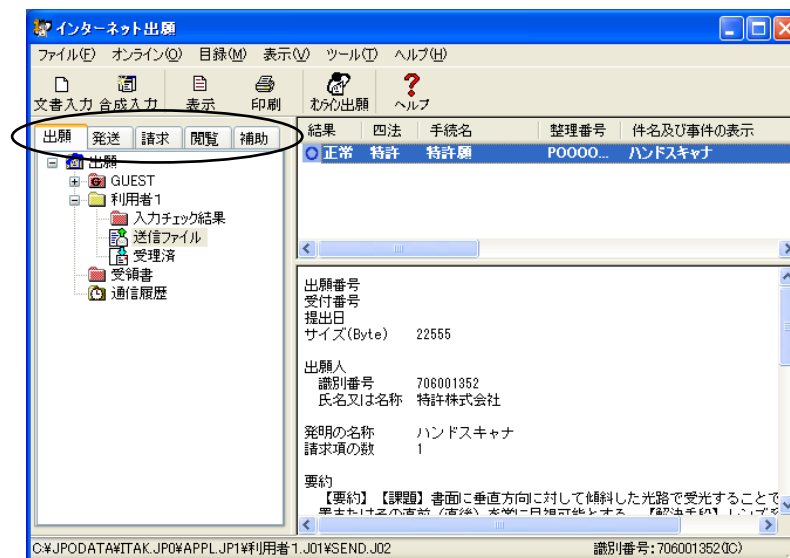 インターネット出願
ファイル(F) オンライン(O) 目録(M) 表示(V) ツール(T) ヘルプ(H)
文書入力 合成入力 表示 印刷 オンライン出願 ヘルプ
出願 発送 請求 閲覧 補助
出願
GUEST
利用者1
入力チェック結果
送信ファイル
受理済
受領書
通信履歴
結果 四法 手続名 整理番号 件名及び事件の表示
正常 特許 特許願 P0000... ハンドスキャナ
出願番号
受付番号
提出日
サイズ(Byte) 22555
出願人
識別番号 706001352
氏名又は名称 特許株式会社
発明の名称 ハンドスキャナ
請求項の数 1
要約
【要約】【課題】書面に垂直方向に対して傾斜した光路で受光することで
C:¥JPODATA¥ITAK.JP0¥APPL.JP1¥利用者1.J01¥SEND.J02 識別番号:706001352(IC)